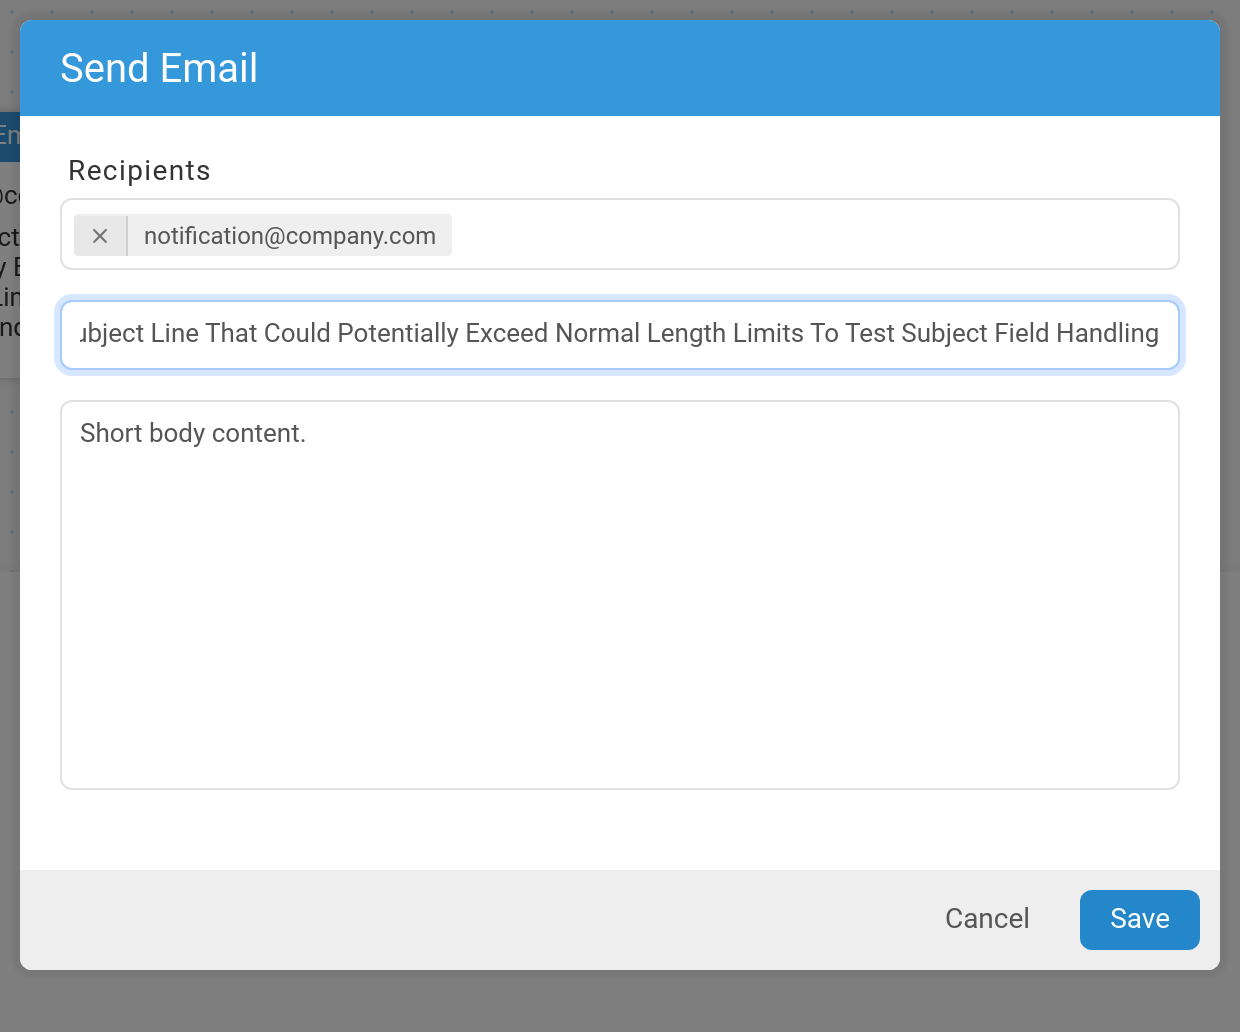 Send Email
Recipients
notification@company.com
Line That Could Potentially Exceed Normal Length Limits To Test Subject Field Handling
Short body content.
Cancel
Save